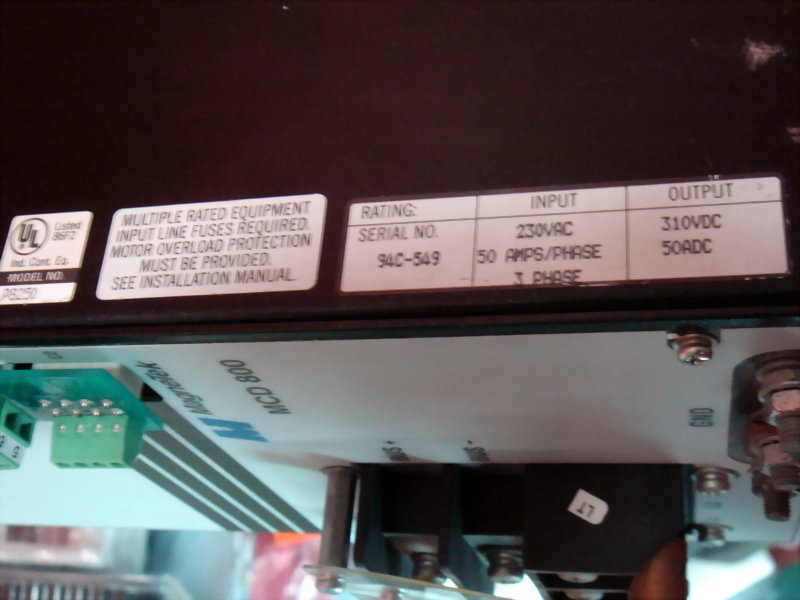 UL
Listed
86F2
Ind. Cont. Eq.
MODEL NO.
PB250
MULTIPLE RATED EQUIPMENT
INPUT LINE FUSES REQUIRED.
MOTOR OVERLOAD PROTECTION
MUST BE PROVIDED.
SEE INSTALLATION MANUAL.
RATING: INPUT OUTPUT
SERIAL NO. 230VAC 310VDC
94C-549 50 AMPS/PHASE 50ADC
3 PHASE
MagneTek
MCD 800
GND
LT